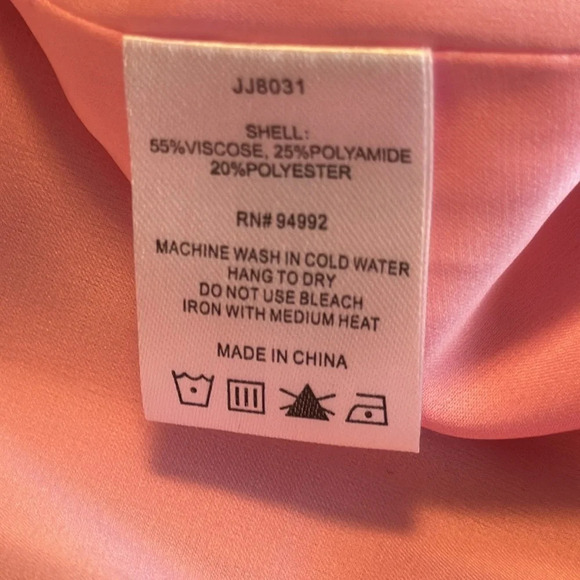 JJ8031
SHELL:
55%VISCOSE, 25%POLYAMIDE
20%POLYESTER
RN# 94992
MACHINE WASH IN COLD WATER
HANG TO DRY
DO NOT USE BLEACH
IRON WITH MEDIUM HEAT
MADE IN CHINA